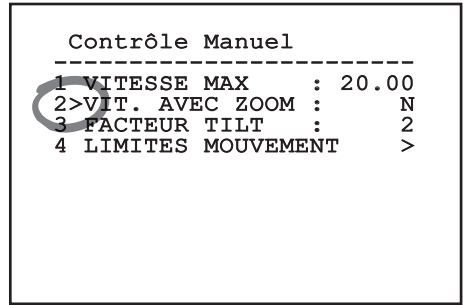 Contrôle Manuel
------------------------
1 VITESSE MAX : 20.00
2>VIT. AVEC ZOOM : N
3 FACTEUR TILT : 2
4 LIMITES MOUVEMENT >